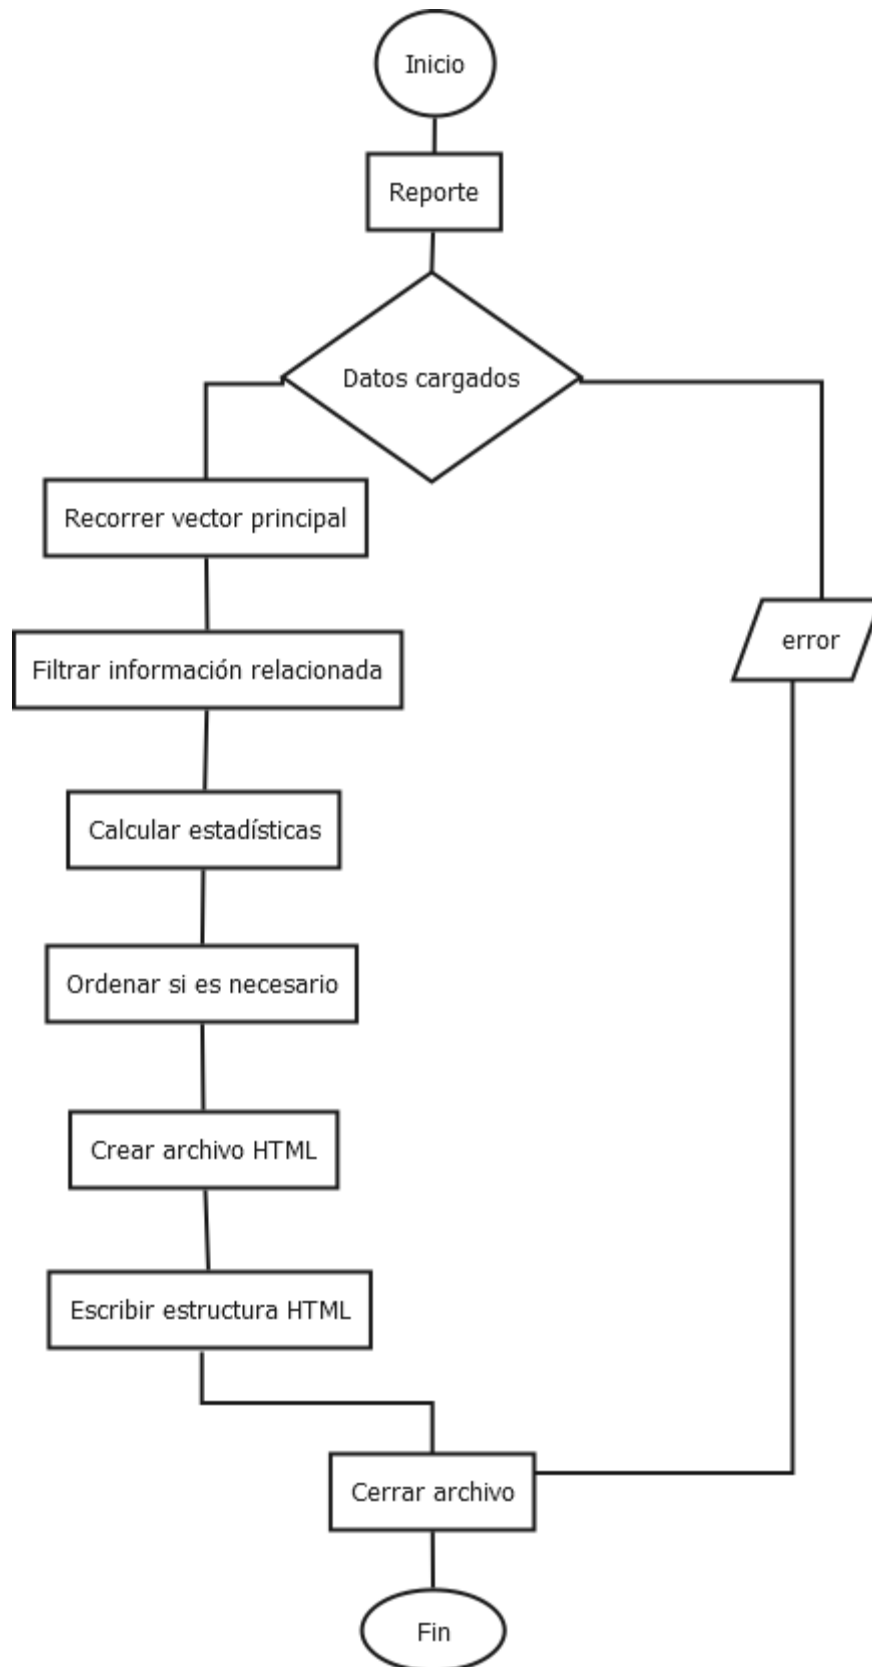 Inicio
Reporte
Datos cargados
Recorrer vector principal
Filtrar información relacionada
error
Calcular estadísticas
Ordenar si es necesario
Crear archivo HTML
Escribir estructura HTML
Cerrar archivo
Fin